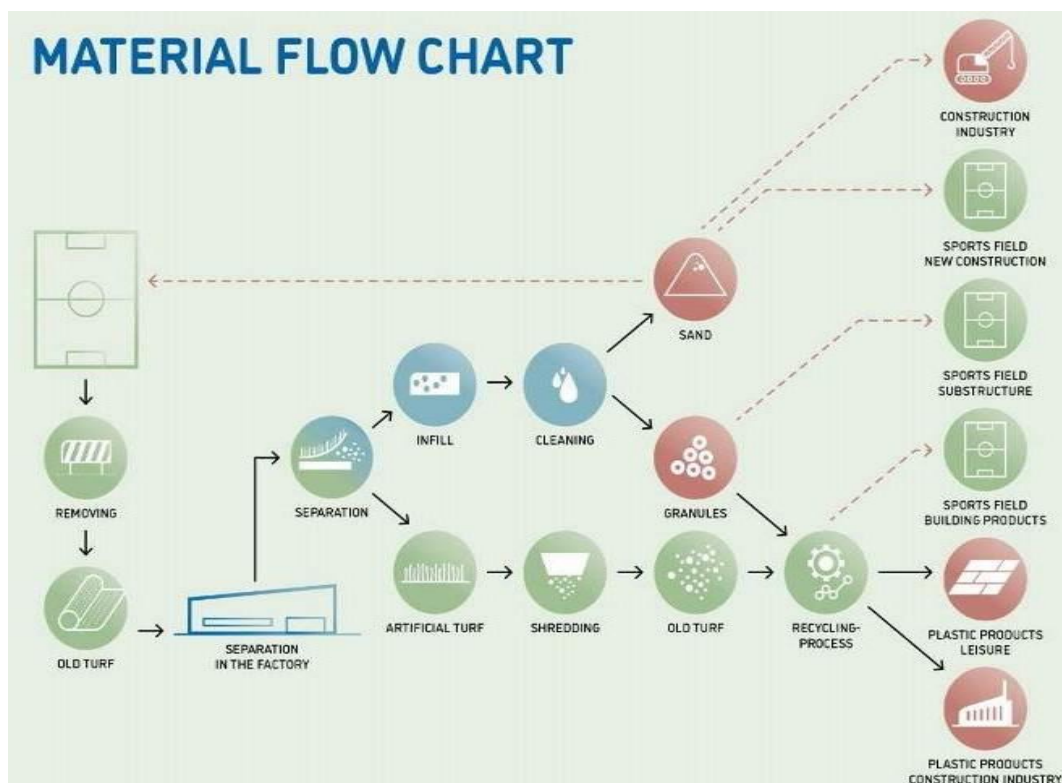 MATERIAL FLOW CHART
CONSTRUCTION
INDUSTRY
SPORTS FIELD
NEW CONSTRUCTION
SAND
SPORTS FIELD
SUBSTRUCTURE
INFILL
CLEANING
REMOVING
SEPARATION
GRANULES
SPORTS FIELD
BUILDING PRODUCTS
OLD TURF
SEPARATION
IN THE FACTORY
ARTIFICIAL TURF
SHREDDING
OLD TURF
RECYCLING-
PROCESS
PLASTIC PRODUCTS
LEISURE
PLASTIC PRODUCTS
CONSTRUCTION INDUSTRY